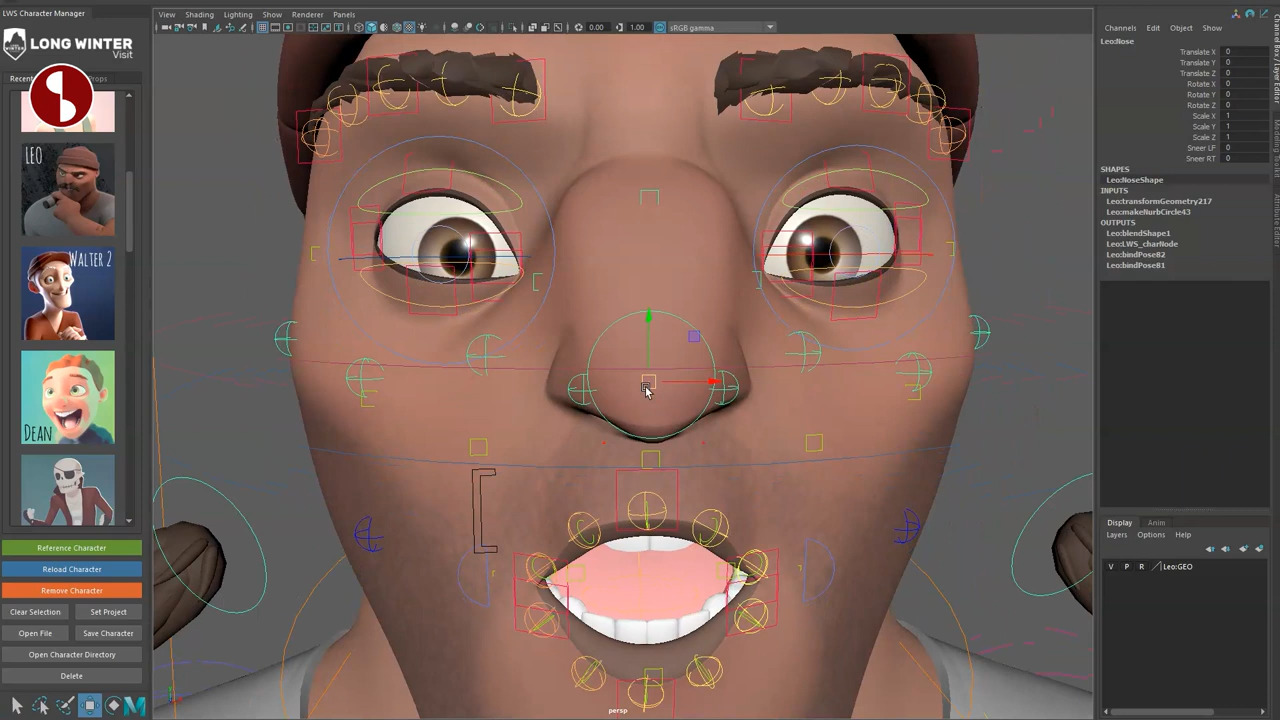 LWS Character Manager
LONG WINTER
Visit
Recent
Props
LEO
WALTER 2
DEAN
Reference Character
Reload Character
Remove Character
Clear Selection
Set Project
Open File
Save Character
Open Character Directory
Delete
View Shading Lighting Show Renderer Panels
0.00
1.00
sRGB gamma
persp
Channels Edit Object Show
Leo:Nose
Translate X 0
Translate Y 0
Translate Z 0
Rotate X 0
Rotate Y 0
Rotate Z 0
Scale X 1
Scale Y 1
Scale Z 1
Sneer LF 0
Sneer RT 0
SHAPES
Leo:NoseShape
INPUTS
Leo:transformGeometry217
Leo:makeNurbCircle43
OUTPUTS
Leo:blendShape1
Leo:LWS_charNode
Leo:bindPose82
Leo:bindPose81
Display Anim
Layers Options Help
V P R Leo:GEO